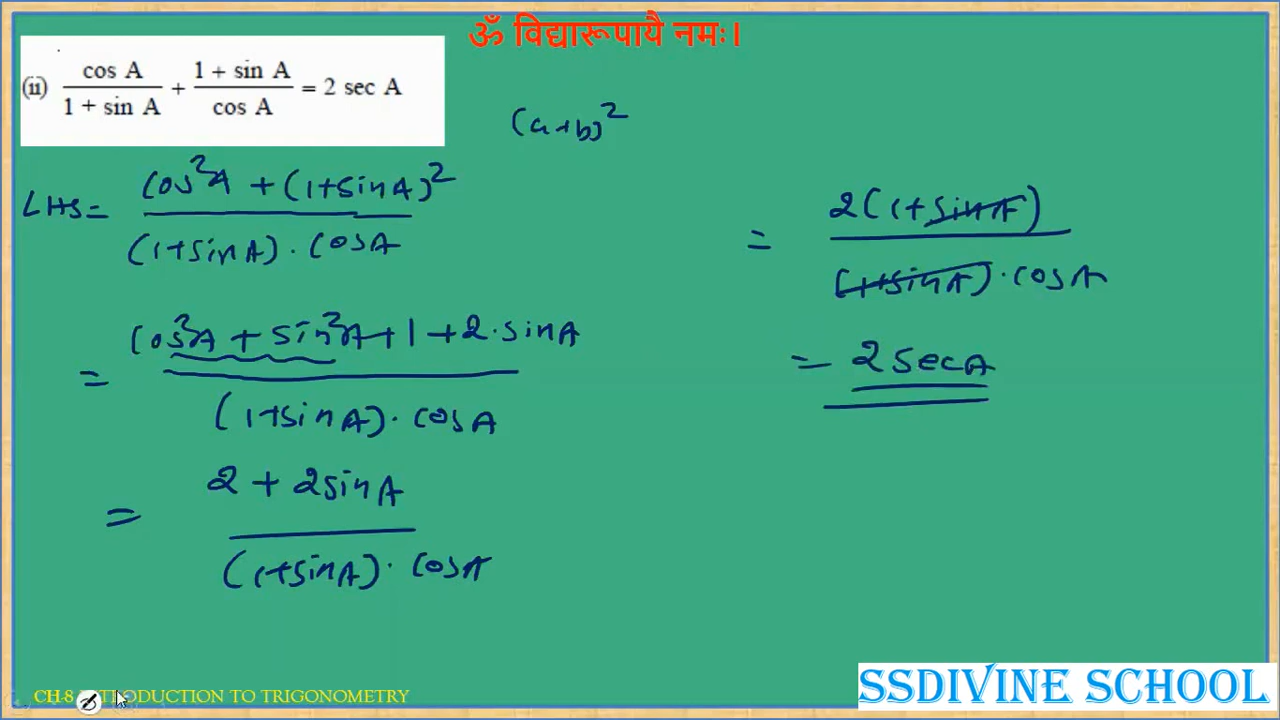 ॐ विद्यारूपायै नमः।
(ii) cos A / 1 + sin A + 1 + sin A / cos A = 2 sec A
(a+b)²
LHS = cos²A + (1+sinA)² / (1+sinA) · cosA
= cos²A + sin²A + 1 + 2·sinA / (1+sinA) · cosA
= 2 + 2sinA / (1+sinA) · cosA
= 2(1+sinA) / (1+sinA) · cosA
= 2secA
CH-8 INTRODUCTION TO TRIGONOMETRY
SSDIVINE SCHOOL